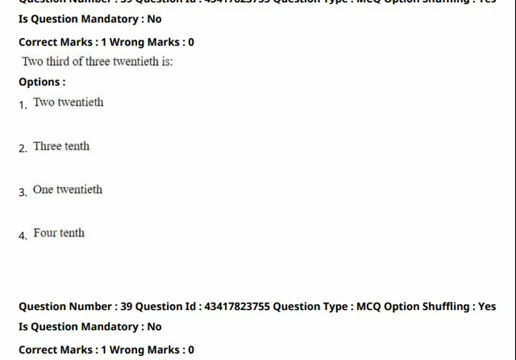 Is Question Mandatory : No
Correct Marks : 1 Wrong Marks : 0
Two third of three twentieth is:
Options :
1. Two twentieth
2. Three tenth
3. One twentieth
4. Four tenth
Question Number : 39 Question Id : 43417823755 Question Type : MCQ Option Shuffling : Yes
Is Question Mandatory : No
Correct Marks : 1 Wrong Marks : 0